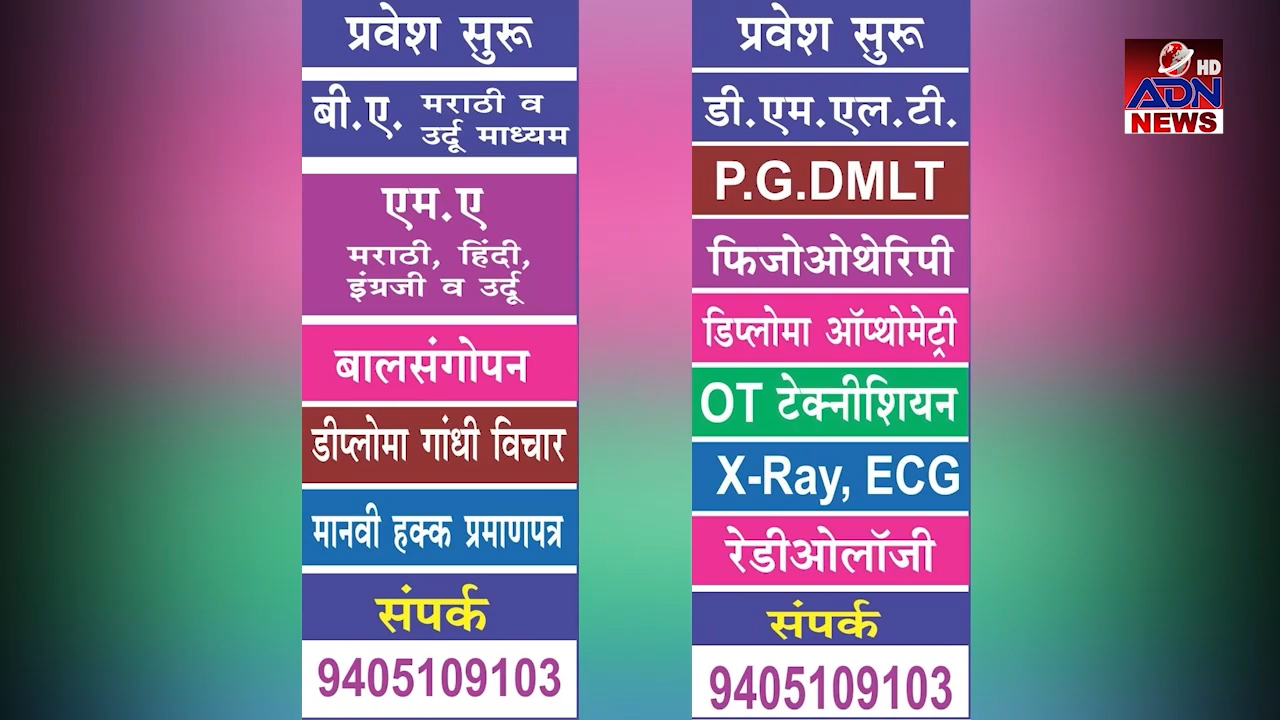 प्रवेश सुरू
बी.ए. मराठी व
उर्दू माध्यम
एम.ए
मराठी, हिंदी,
इंग्रजी व उर्दू
बालसंगोपन
डीप्लोमा गांधी विचार
मानवी हक्क प्रमाणपत्र
संपर्क
9405109103
प्रवेश सुरू
डी.एम.एल.टी.
P.G.DMLT
फिजोओथेरिपी
डिप्लोमा ऑप्थोमेट्री
OT टेक्नीशियन
X-Ray, ECG
रेडीओलॉजी
संपर्क
9405109103
HD
ADN
NEWS